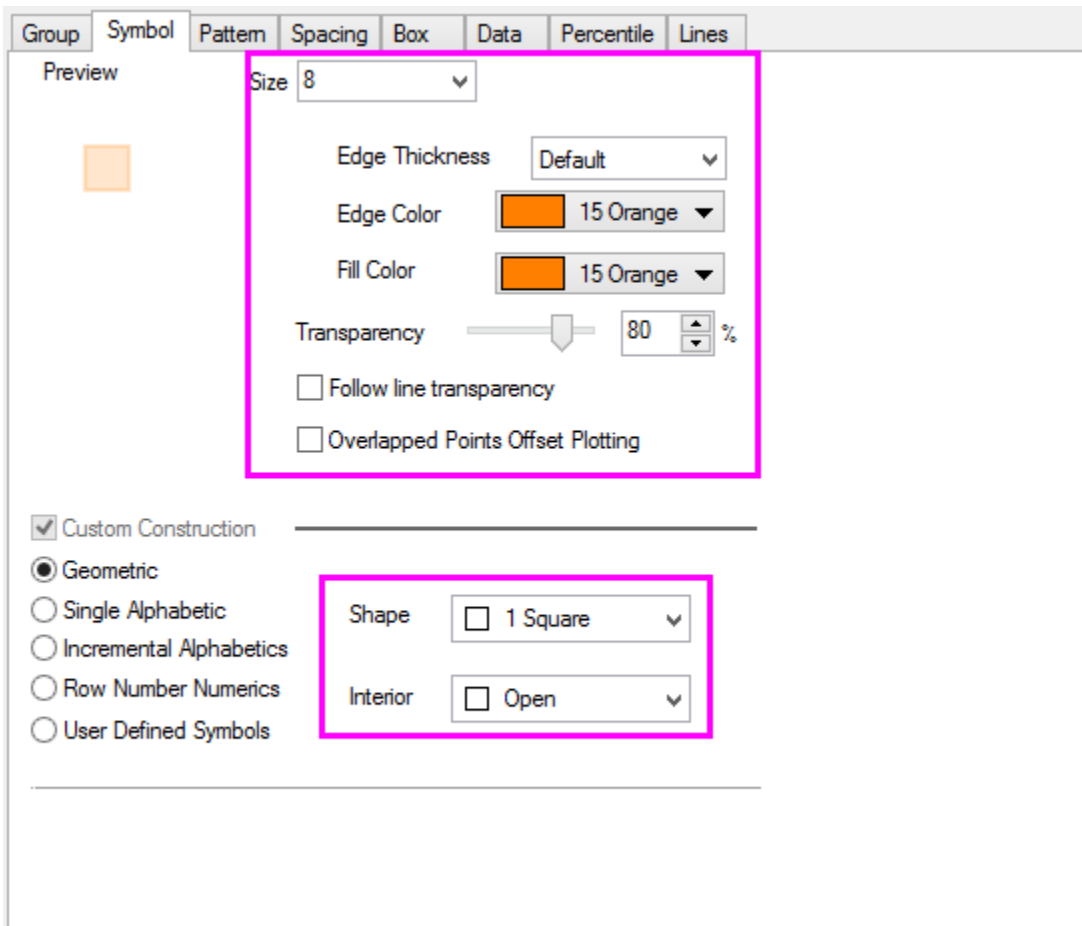 Group Symbol Pattern Spacing Box Data Percentile Lines
Preview
Size 8
Edge Thickness Default
Edge Color 15 Orange
Fill Color 15 Orange
Transparency 80 %
Follow line transparency
Overlapped Points Offset Plotting
Custom Construction
Geometric
Single Alphabetic
Incremental Alphabetics
Row Number Numerics
User Defined Symbols
Shape 1 Square
Interior Open